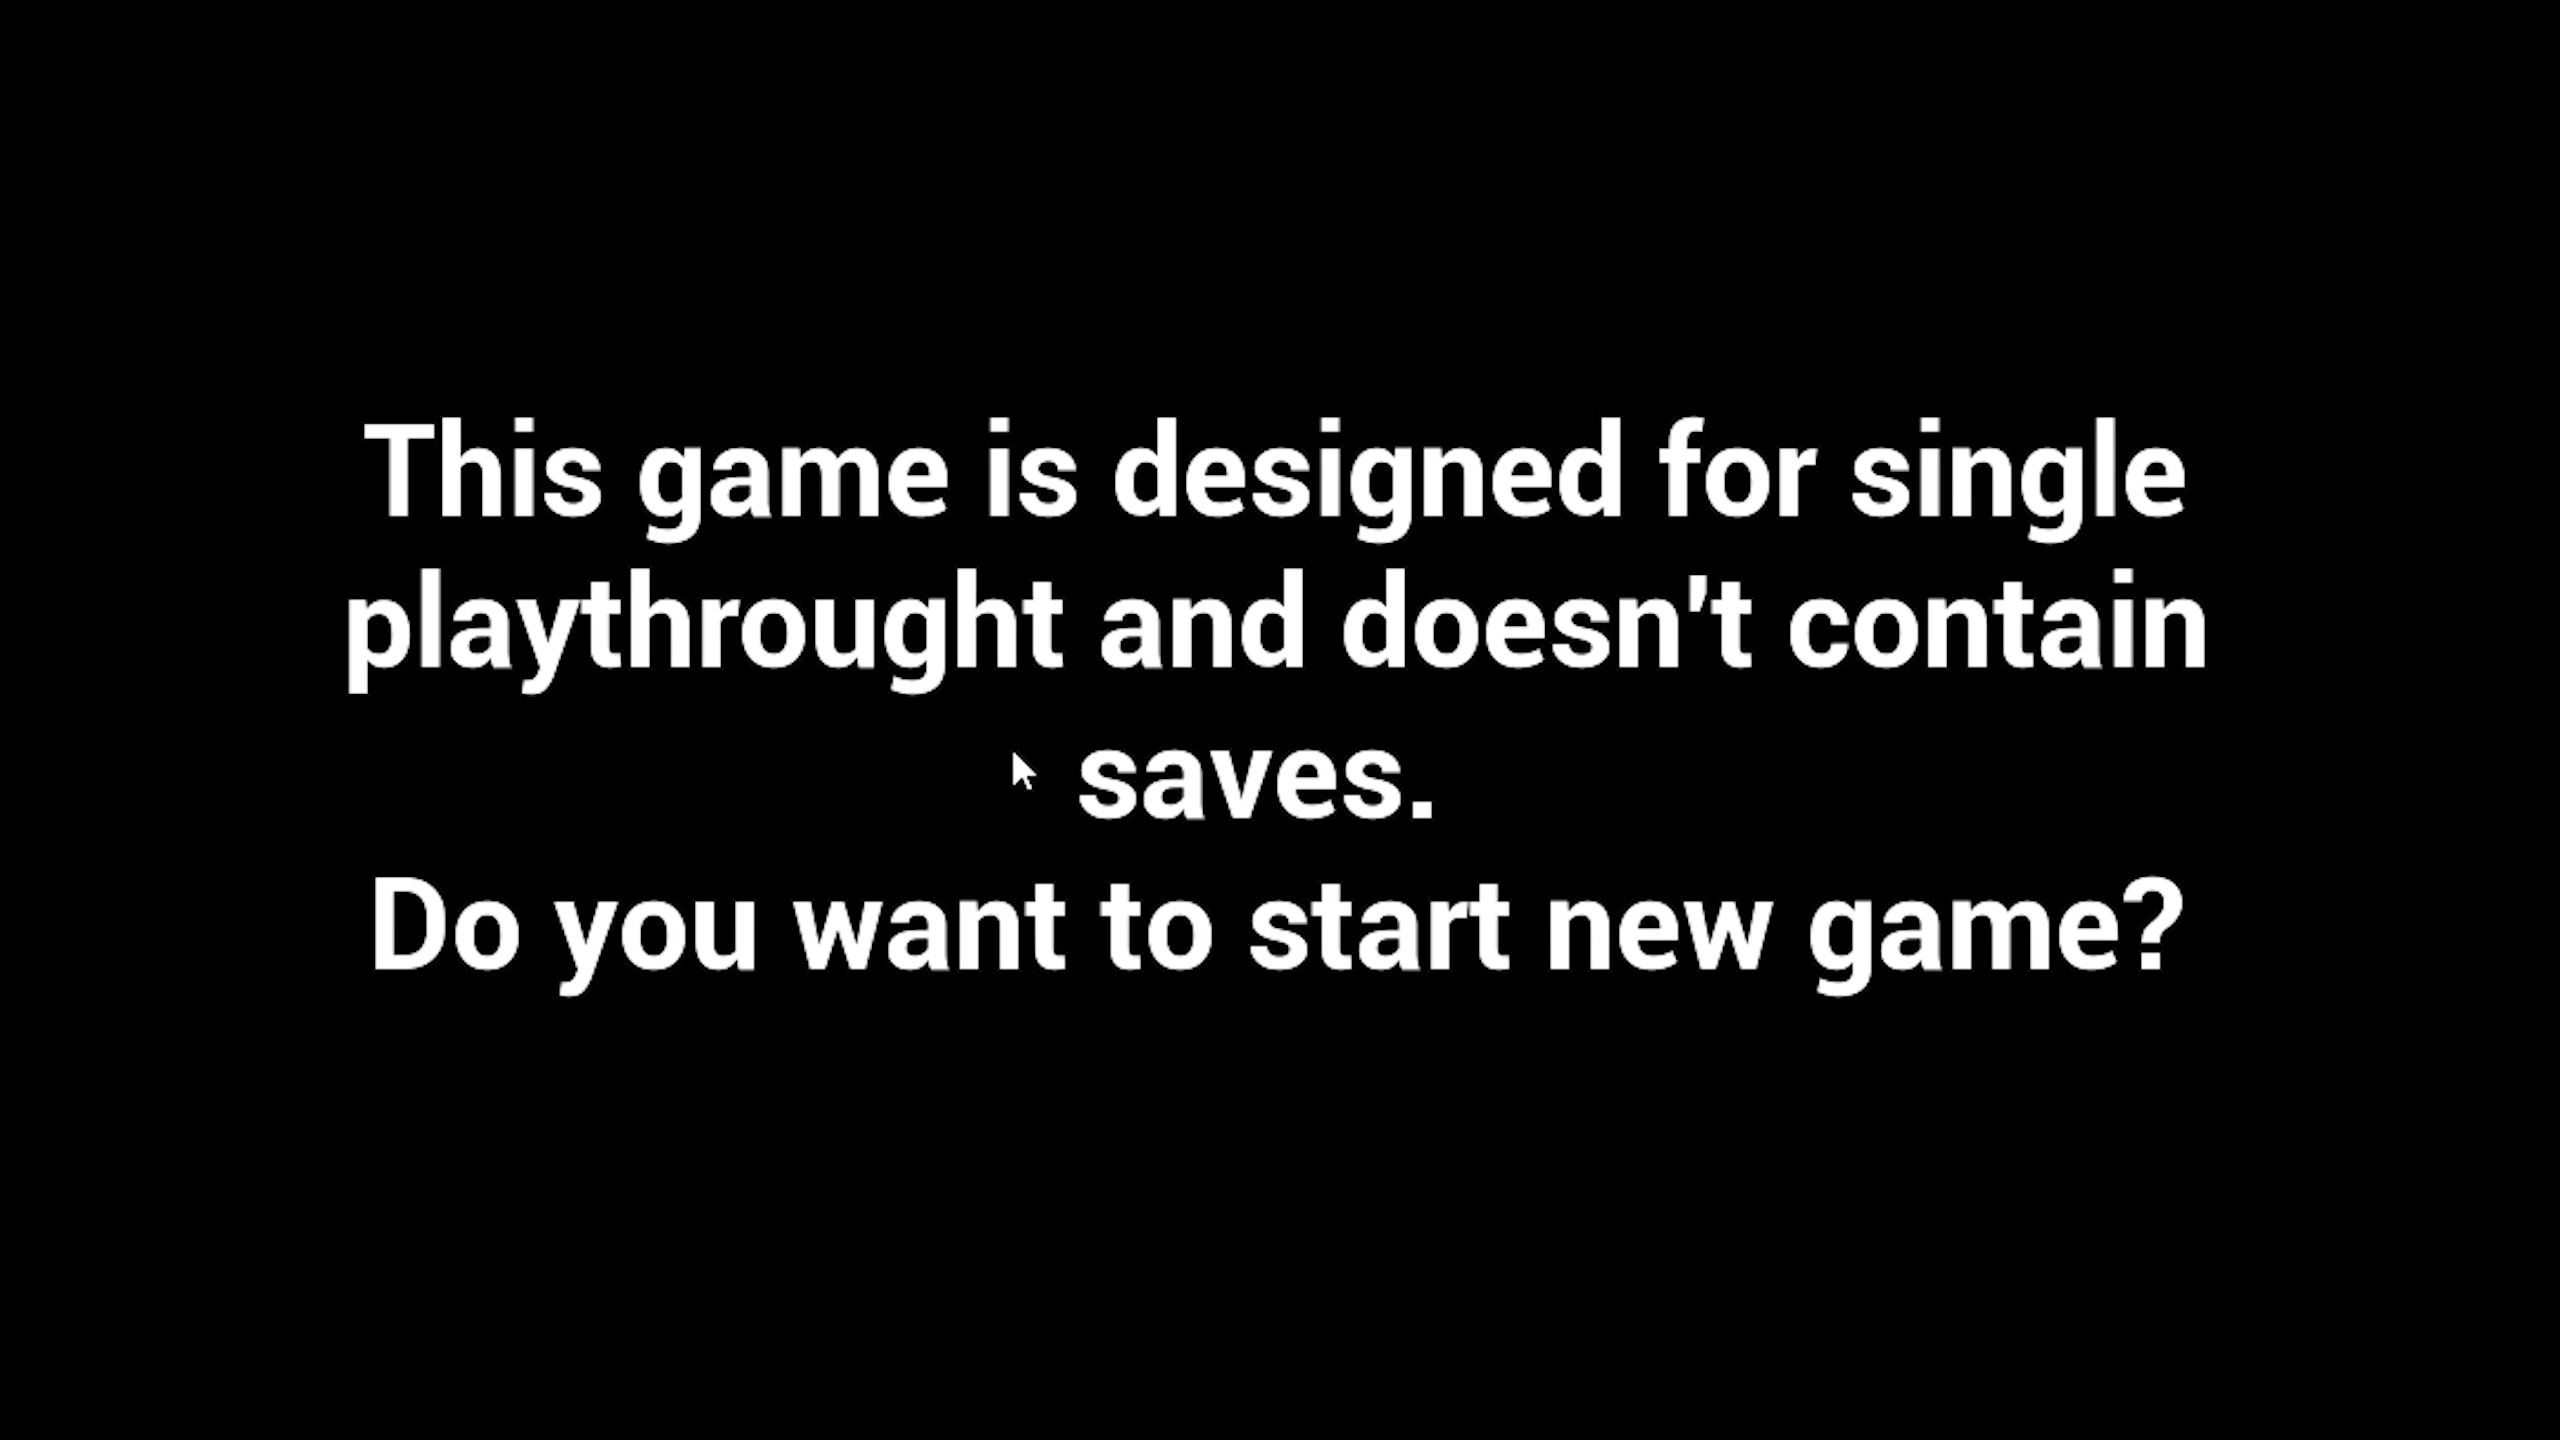 This game is designed for single
playthrought and doesn't contain
saves.
Do you want to start new game?